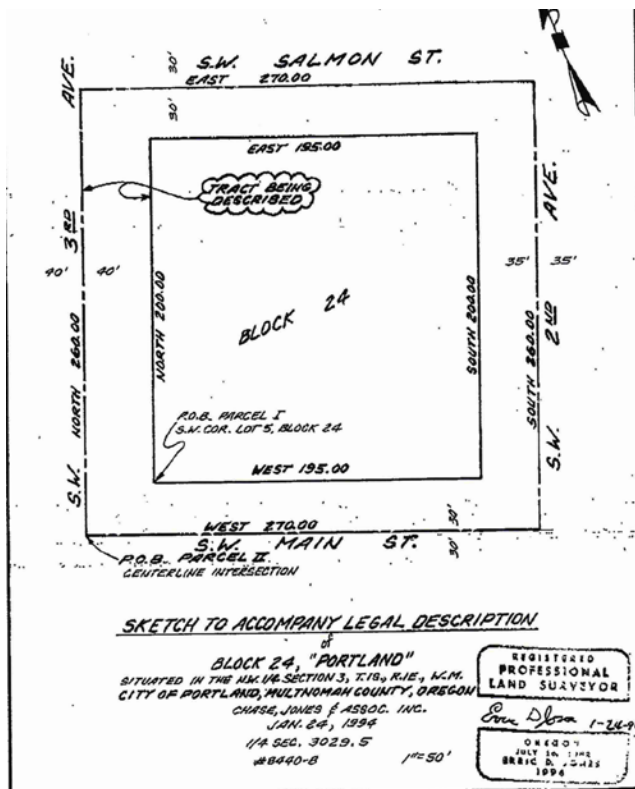 30'
S.W. SALMON ST.
EAST 270.00
30'
EAST 195.00
TRACT BEING
DESCRIBED
S.W. 3RD AVE.
NORTH 260.00
40' 40'
NORTH 200.00
BLOCK 24
SOUTH 200.00
35' 35'
SOUTH 260.00
S.W. 2ND AVE.
P.O.B. PARCEL I
S.W. COR. LOT 5, BLOCK 24
WEST 195.00
30'
WEST 270.00
S.W. MAIN ST.
30'
P.O.B. PARCEL II
CENTERLINE INTERSECTION
SKETCH TO ACCOMPANY LEGAL DESCRIPTION
of
BLOCK 24, "PORTLAND"
SITUATED IN THE N.W. 1/4 SECTION 3, T.1S., R.1E., W.M.
CITY OF PORTLAND, MULTNOMAH COUNTY, OREGON
CHASE, JONES & ASSOC. INC.
JAN. 24, 1994
1/4 SEC. 3029.5
#8440-B 1"=50'
REGISTERED
PROFESSIONAL
LAND SURVEYOR
OREGON
JULY
D. JONES
1994